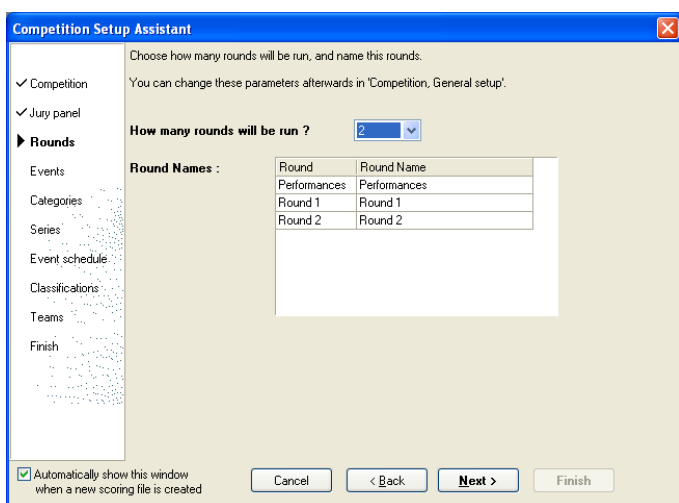 Competition Setup Assistant
Choose how many rounds will be run, and name this rounds.
You can change these parameters afterwards in 'Competition, General setup'.
Competition
Jury panel
Rounds
Events
Categories
Series
Event schedule
Classifications
Teams
Finish
How many rounds will be run ?
2
Round Names :
Round Round Name
Performances Performances
Round 1 Round 1
Round 2 Round 2
Automatically show this window
when a new scoring file is created
Cancel
< Back
Next >
Finish